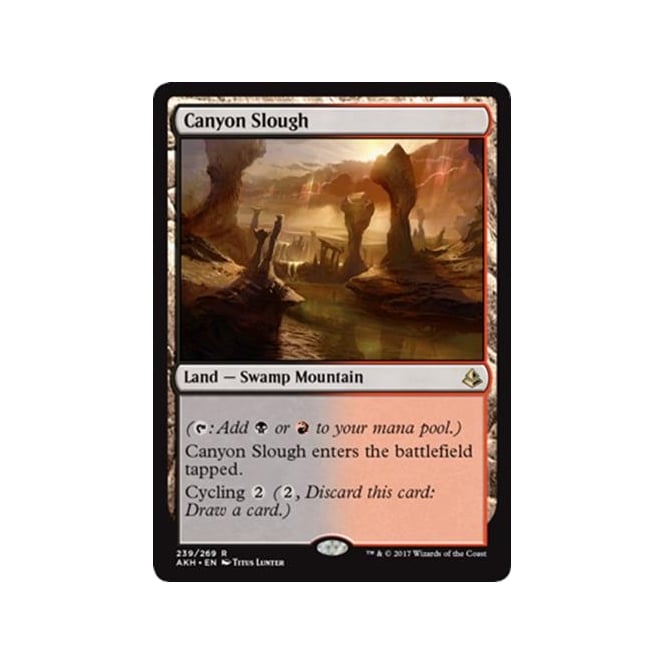 Canyon Slough
Land — Swamp Mountain
(: Add or to your mana pool.)
Canyon Slough enters the battlefield
tapped.
Cycling 2 (2, Discard this card:
Draw a card.)
239/269 R
™ & © 2017 Wizards of the Coast
AKH • EN Titus Lunter